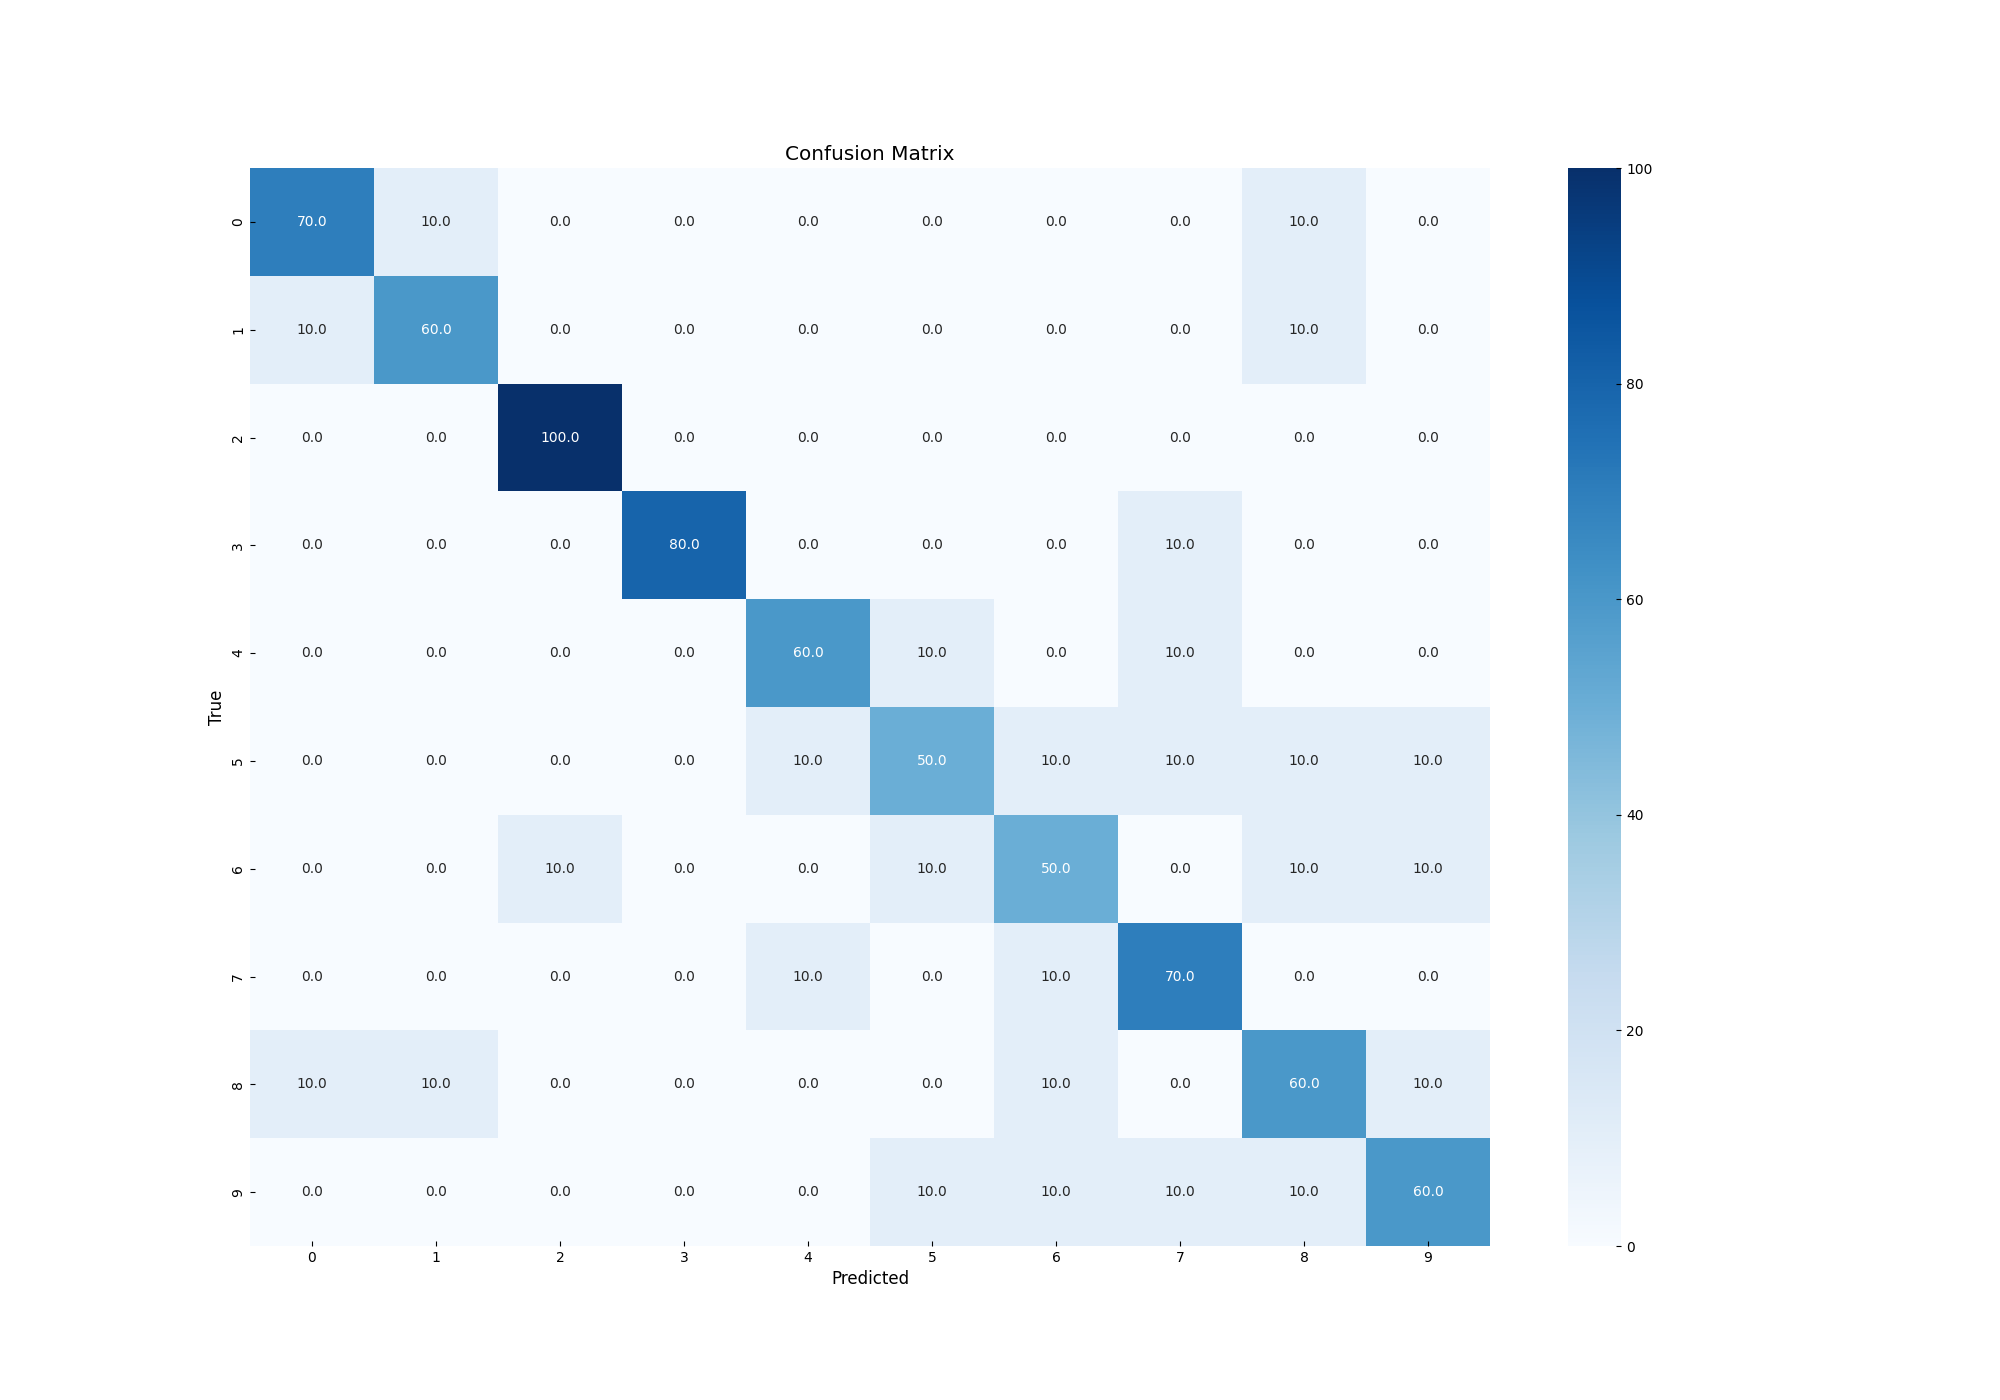 Confusion Matrix
0 70.0 10.0 0.0 0.0 0.0 0.0 0.0 0.0 10.0 0.0
1 10.0 60.0 0.0 0.0 0.0 0.0 0.0 0.0 10.0 0.0
2 0.0 0.0 100.0 0.0 0.0 0.0 0.0 0.0 0.0 0.0
3 0.0 0.0 0.0 80.0 0.0 0.0 0.0 10.0 0.0 0.0
4 0.0 0.0 0.0 0.0 60.0 10.0 0.0 10.0 0.0 0.0
True
5 0.0 0.0 0.0 0.0 10.0 50.0 10.0 10.0 10.0 10.0
6 0.0 0.0 10.0 0.0 0.0 10.0 50.0 0.0 10.0 10.0
7 0.0 0.0 0.0 0.0 10.0 0.0 10.0 70.0 0.0 0.0
8 10.0 10.0 0.0 0.0 0.0 0.0 10.0 0.0 60.0 10.0
9 0.0 0.0 0.0 0.0 0.0 10.0 10.0 10.0 10.0 60.0
0 1 2 3 4 5 6 7 8 9
Predicted
100
80
60
40
20
0